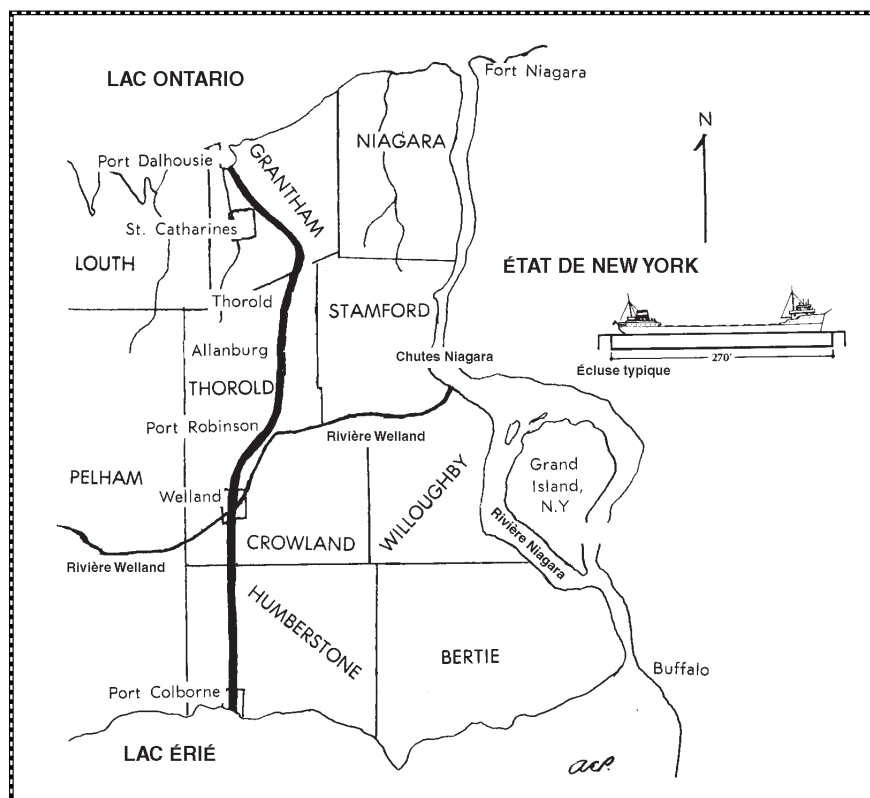 LAC ONTARIO
Fort Niagara
N
Port Dalhousie
GRANTHAM
NIAGARA
St. Catharines
LOUTH
ÉTAT DE NEW YORK
Thorold
STAMFORD
Allanburg
Chutes Niagara
270'
Écluse typique
THOROLD
Port Robinson
Rivière Welland
PELHAM
Welland
WILLOUGHBY
Grand
Island,
N.Y
Rivière Niagara
CROWLAND
Rivière Welland
HUMBERSTONE
BERTIE
Buffalo
Port Colborne
LAC ÉRIÉ